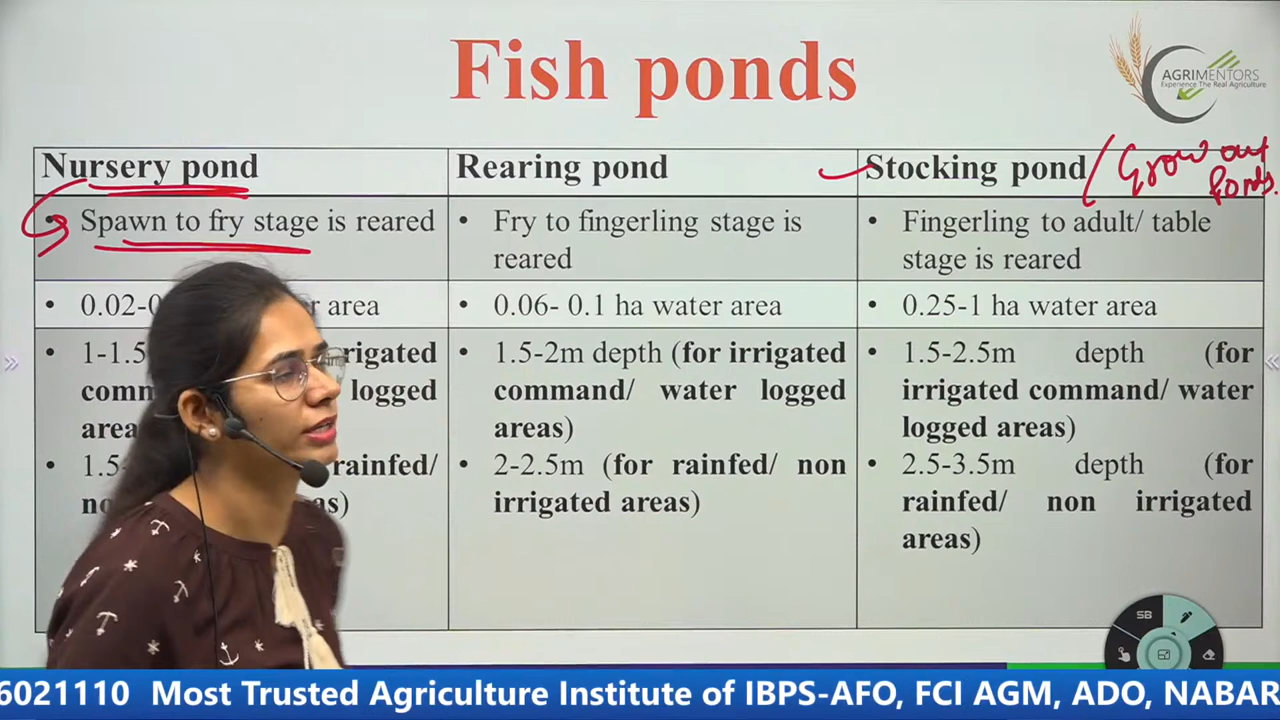 Fish ponds
AGRIMENTORS
Experience The Real Agriculture
Nursery pond
Rearing pond
Stocking pond
(Grow out
Ponds.
• Spawn to fry stage is reared
• Fry to fingerling stage is
reared
• Fingerling to adult/ table
stage is reared
• 0.02-0 area
• 0.06- 0.1 ha water area
• 0.25-1 ha water area
• 1-1.5 rrigated
com logged
area
• 1.5- rainfed/
no as)
• 1.5-2m depth (for irrigated
command/ water logged
areas)
• 2-2.5m (for rainfed/ non
irrigated areas)
• 1.5-2.5m depth (for
irrigated command/ water
logged areas)
• 2.5-3.5m depth (for
rainfed/ non irrigated
areas)
SB
6021110 Most Trusted Agriculture Institute of IBPS-AFO, FCI AGM, ADO, NABAR